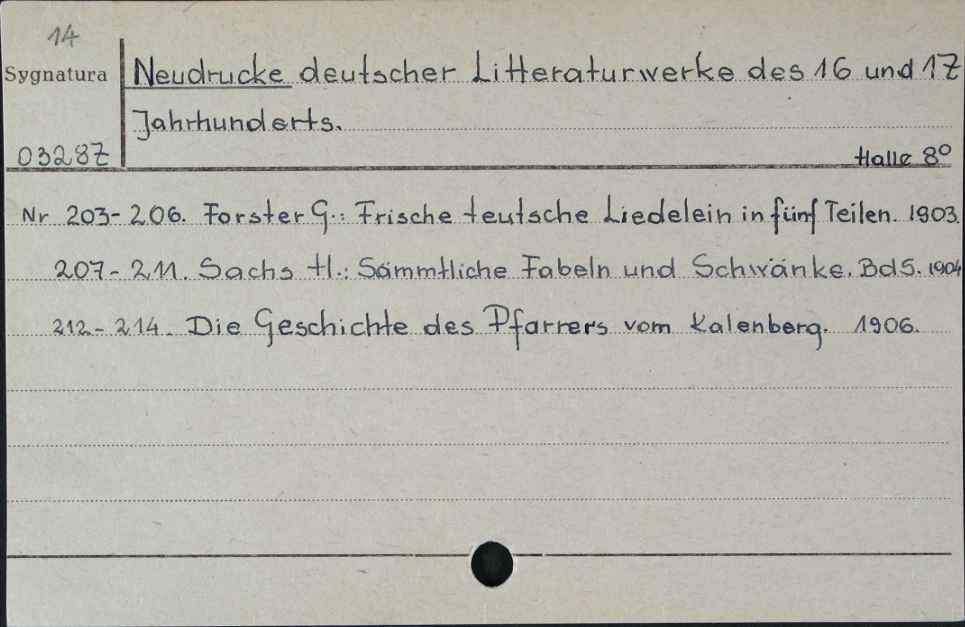 14
Sygnatura
Neudrucke deutscher Litteraturwerke des 16 und 17
Jahrhunderts.
03287
Halle 8°
Nr 203-206. Forster G.: Frische teutsche Liedelein in fünf Teilen. 1903.
207-211. Sachs H.: Sämmtliche Fabeln und Schwänke. Bd 5. 1904
212-214. Die Geschichte des Pfarrers vom Kalenberg. 1906.